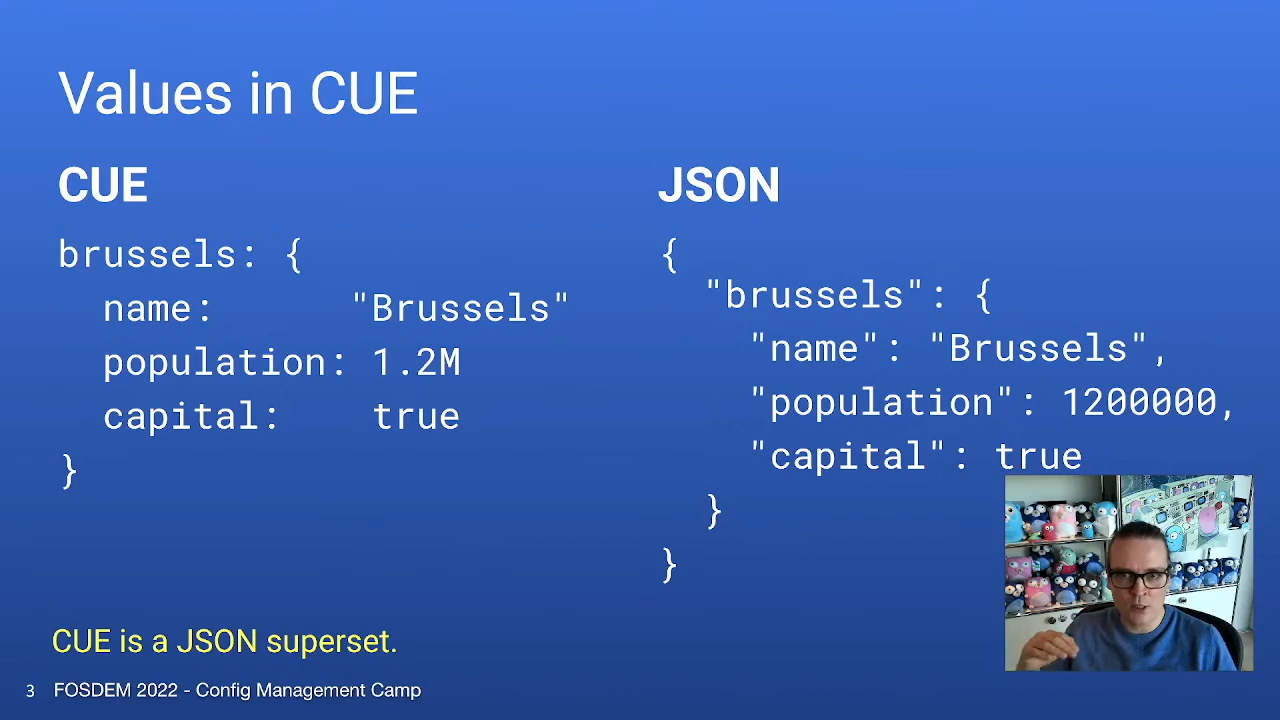 Values in CUE
CUE
brussels: {
  name:      "Brussels"
  population: 1.2M
  capital:    true
}
JSON
{
  "brussels": {
    "name": "Brussels",
    "population": 1200000,
    "capital": true
  }
}
CUE is a JSON superset.
3 FOSDEM 2022 - Config Management Camp